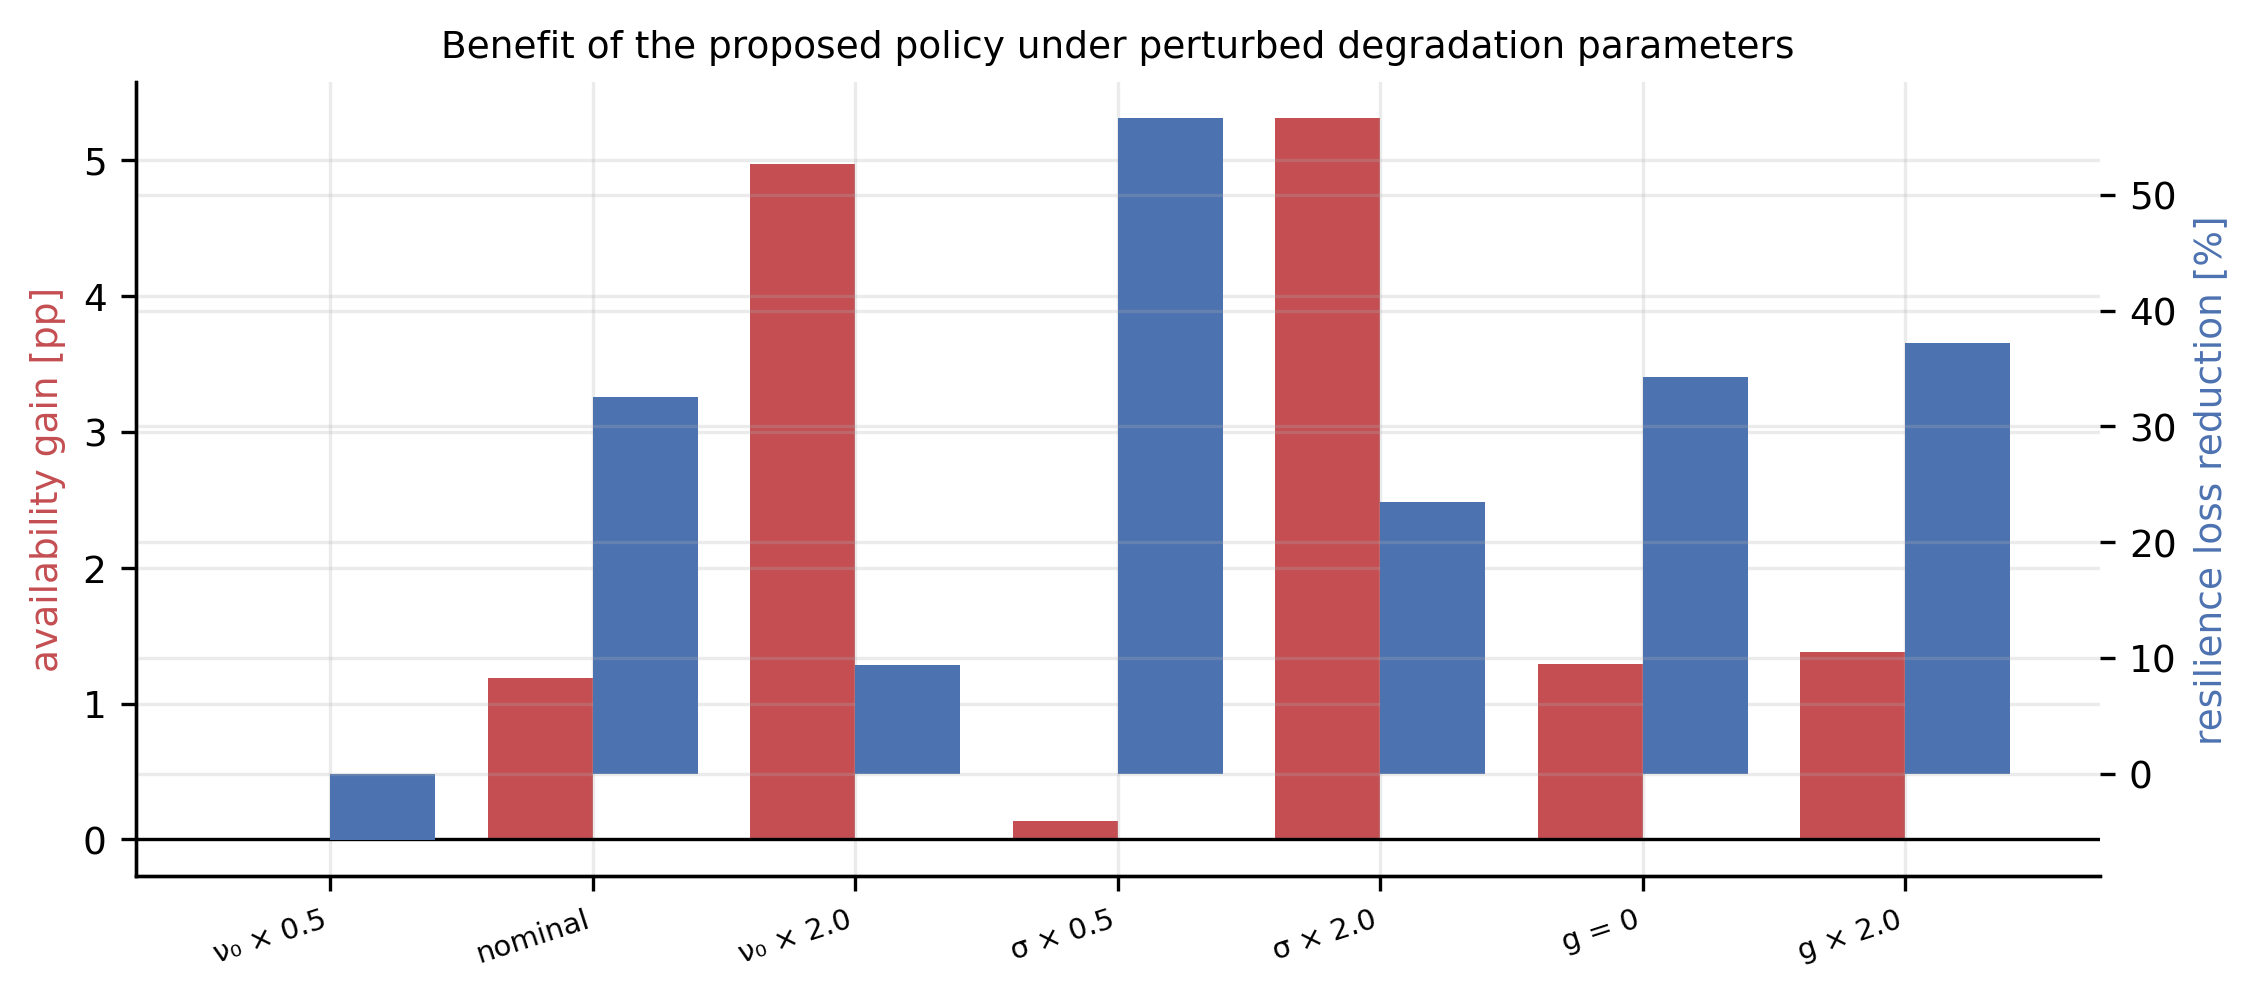 Benefit of the proposed policy under perturbed degradation parameters
availability gain [pp]
5
4
3
2
1
0
resilience loss reduction [%]
50
40
30
20
10
0
ν₀ × 0.5
nominal
ν₀ × 2.0
σ × 0.5
σ × 2.0
g = 0
g × 2.0